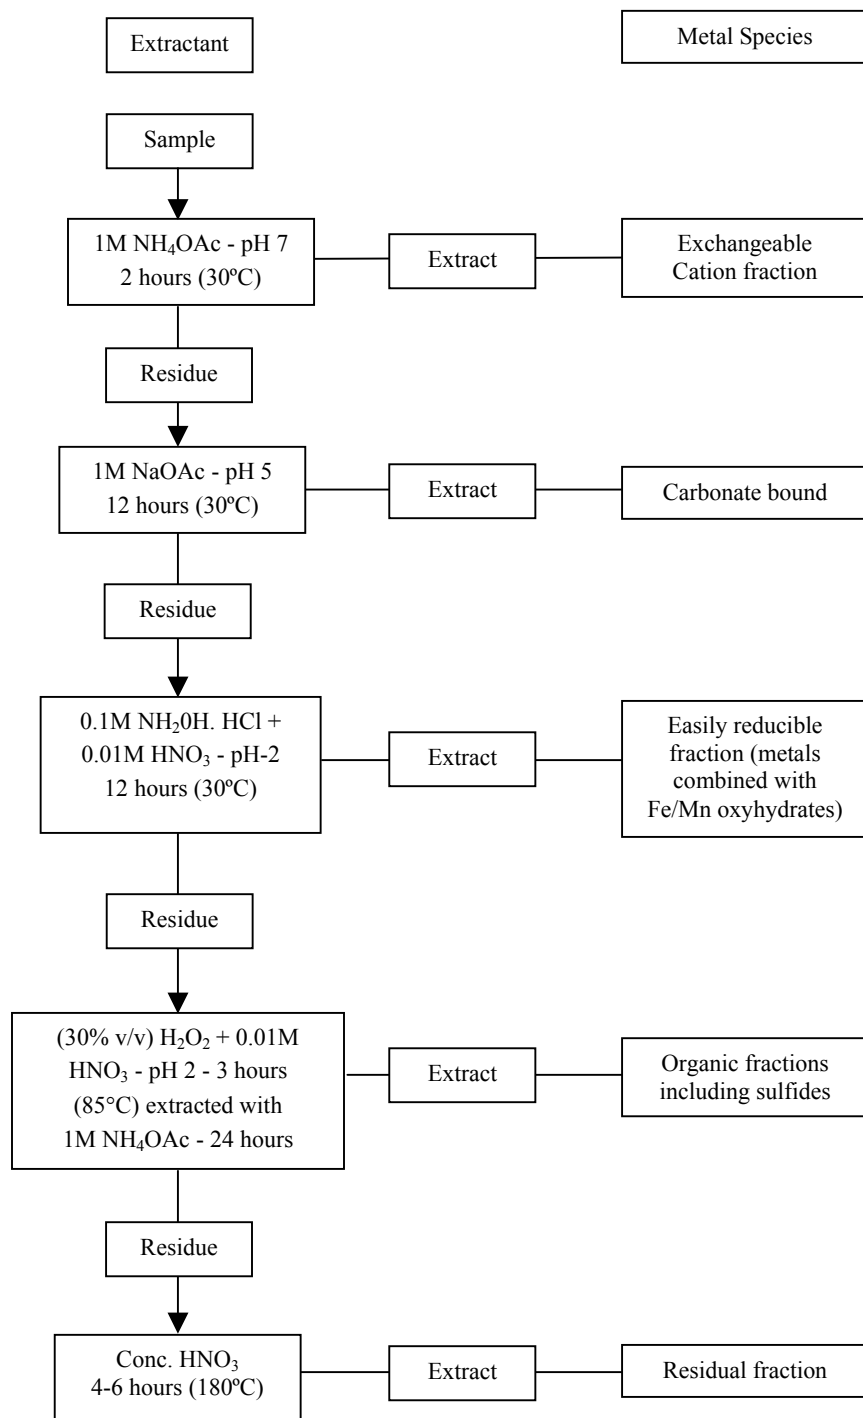 Extractant
Metal Species
Sample
1M NH₄OAc - pH 7
2 hours (30ºC)
Extract
Exchangeable
Cation fraction
Residue
1M NaOAc - pH 5
12 hours (30ºC)
Extract
Carbonate bound
Residue
0.1M NH₂0H. HCl +
0.01M HNO₃ - pH-2
12 hours (30ºC)
Extract
Easily reducible
fraction (metals
combined with
Fe/Mn oxyhydrates)
Residue
(30% v/v) H₂O₂ + 0.01M
HNO₃ - pH 2 - 3 hours
(85°C) extracted with
1M NH₄OAc - 24 hours
Extract
Organic fractions
including sulfides
Residue
Conc. HNO₃
4-6 hours (180ºC)
Extract
Residual fraction